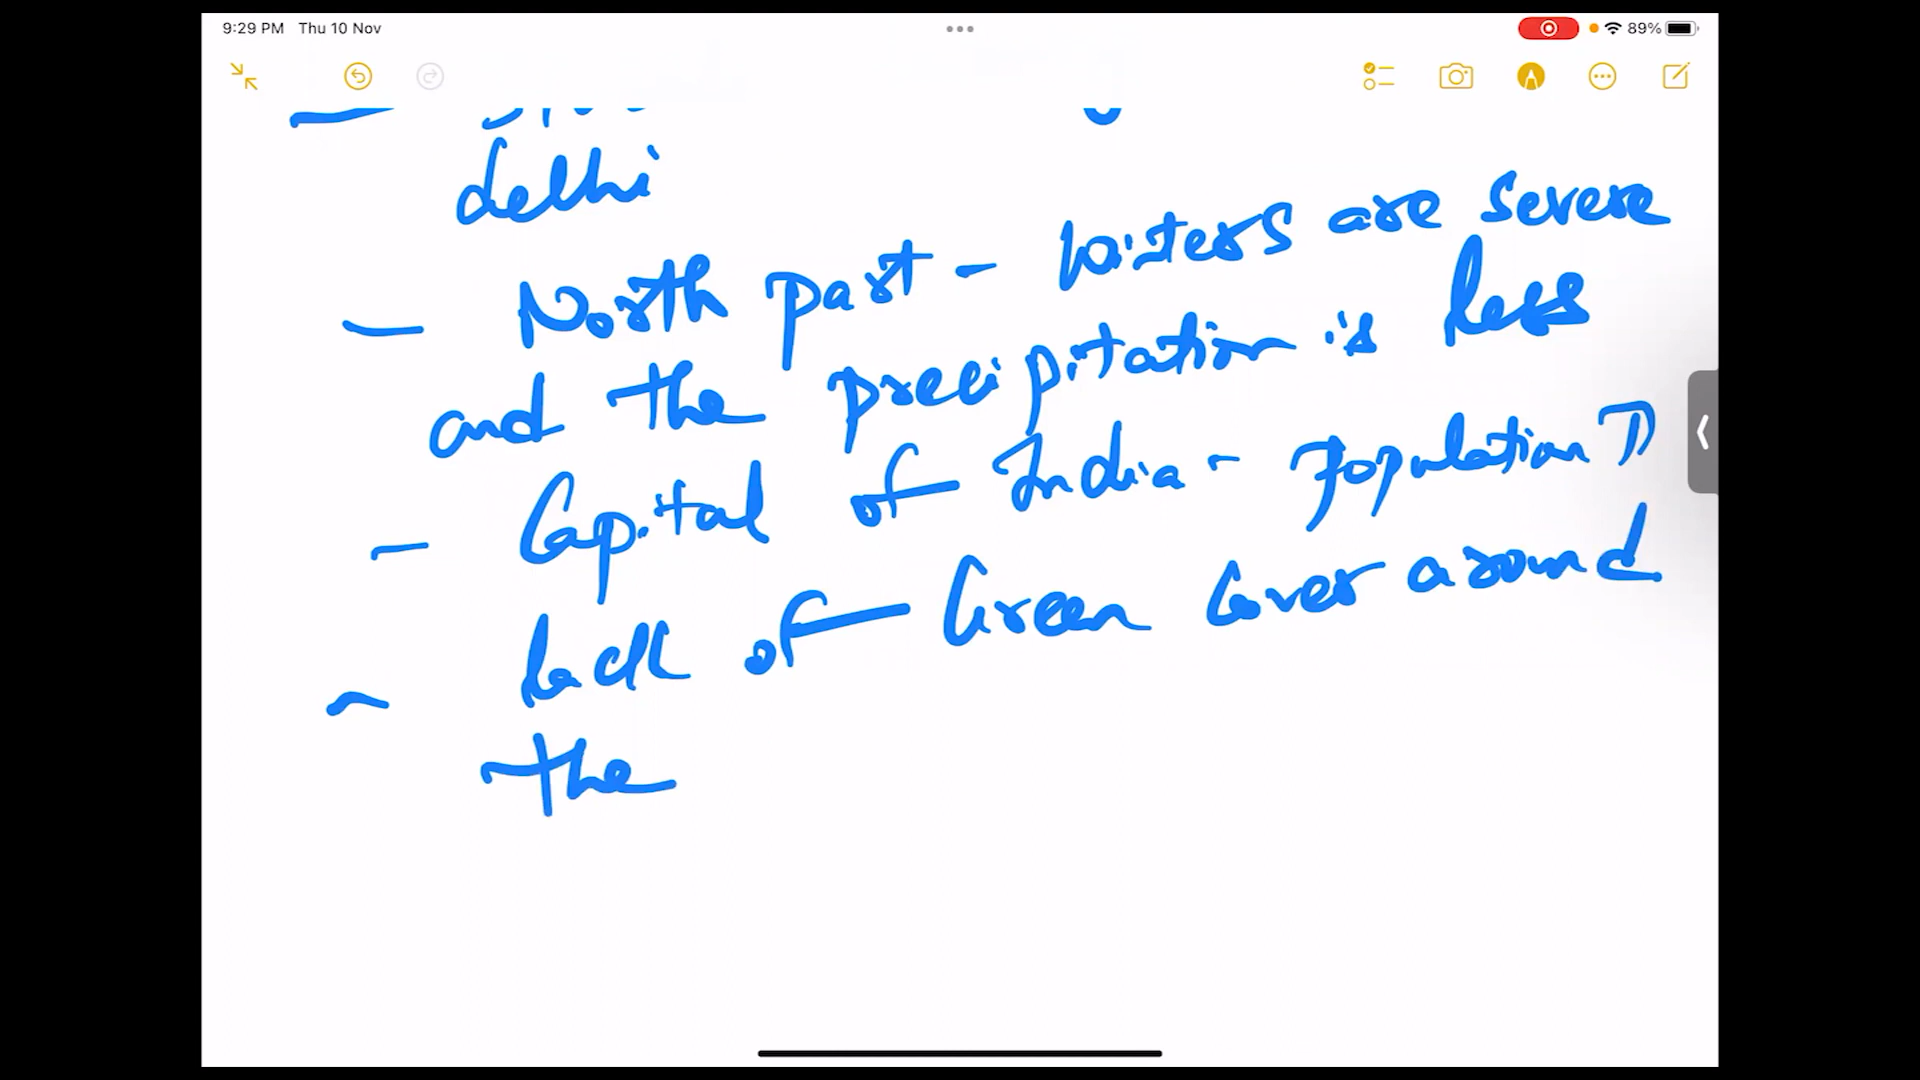 9:29 PM Thu 10 Nov
89%
delhi
- North part - winters are severe
and the precipitation is less
- Capital of India - Population
- lack of Green Cover around
the